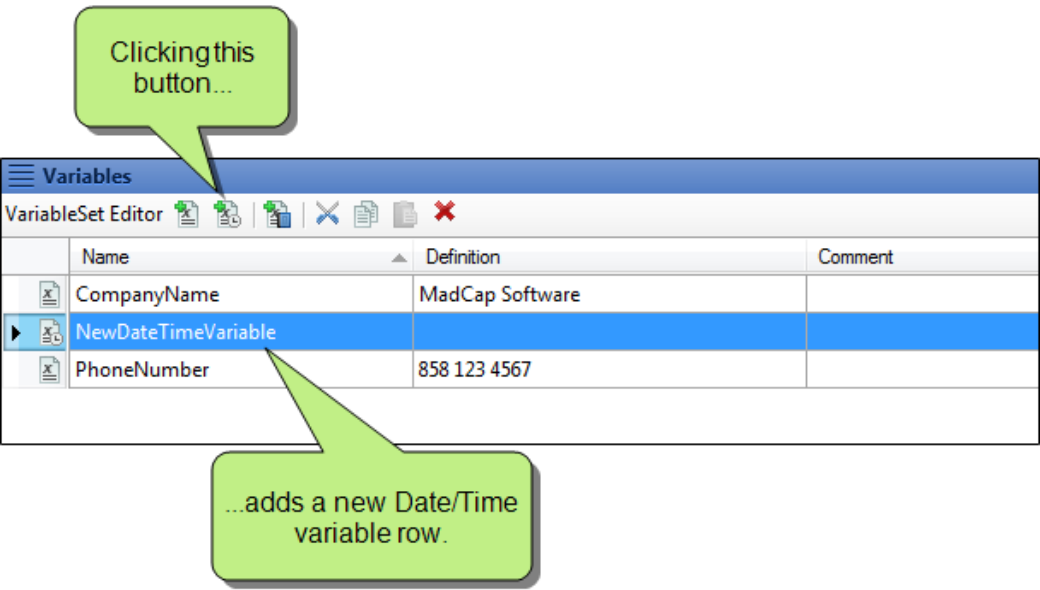 Clicking this
button...
Variables
VariableSet Editor
Name Definition Comment
CompanyName MadCap Software
NewDateTimeVariable
PhoneNumber 858 123 4567
...adds a new Date/Time
variable row.